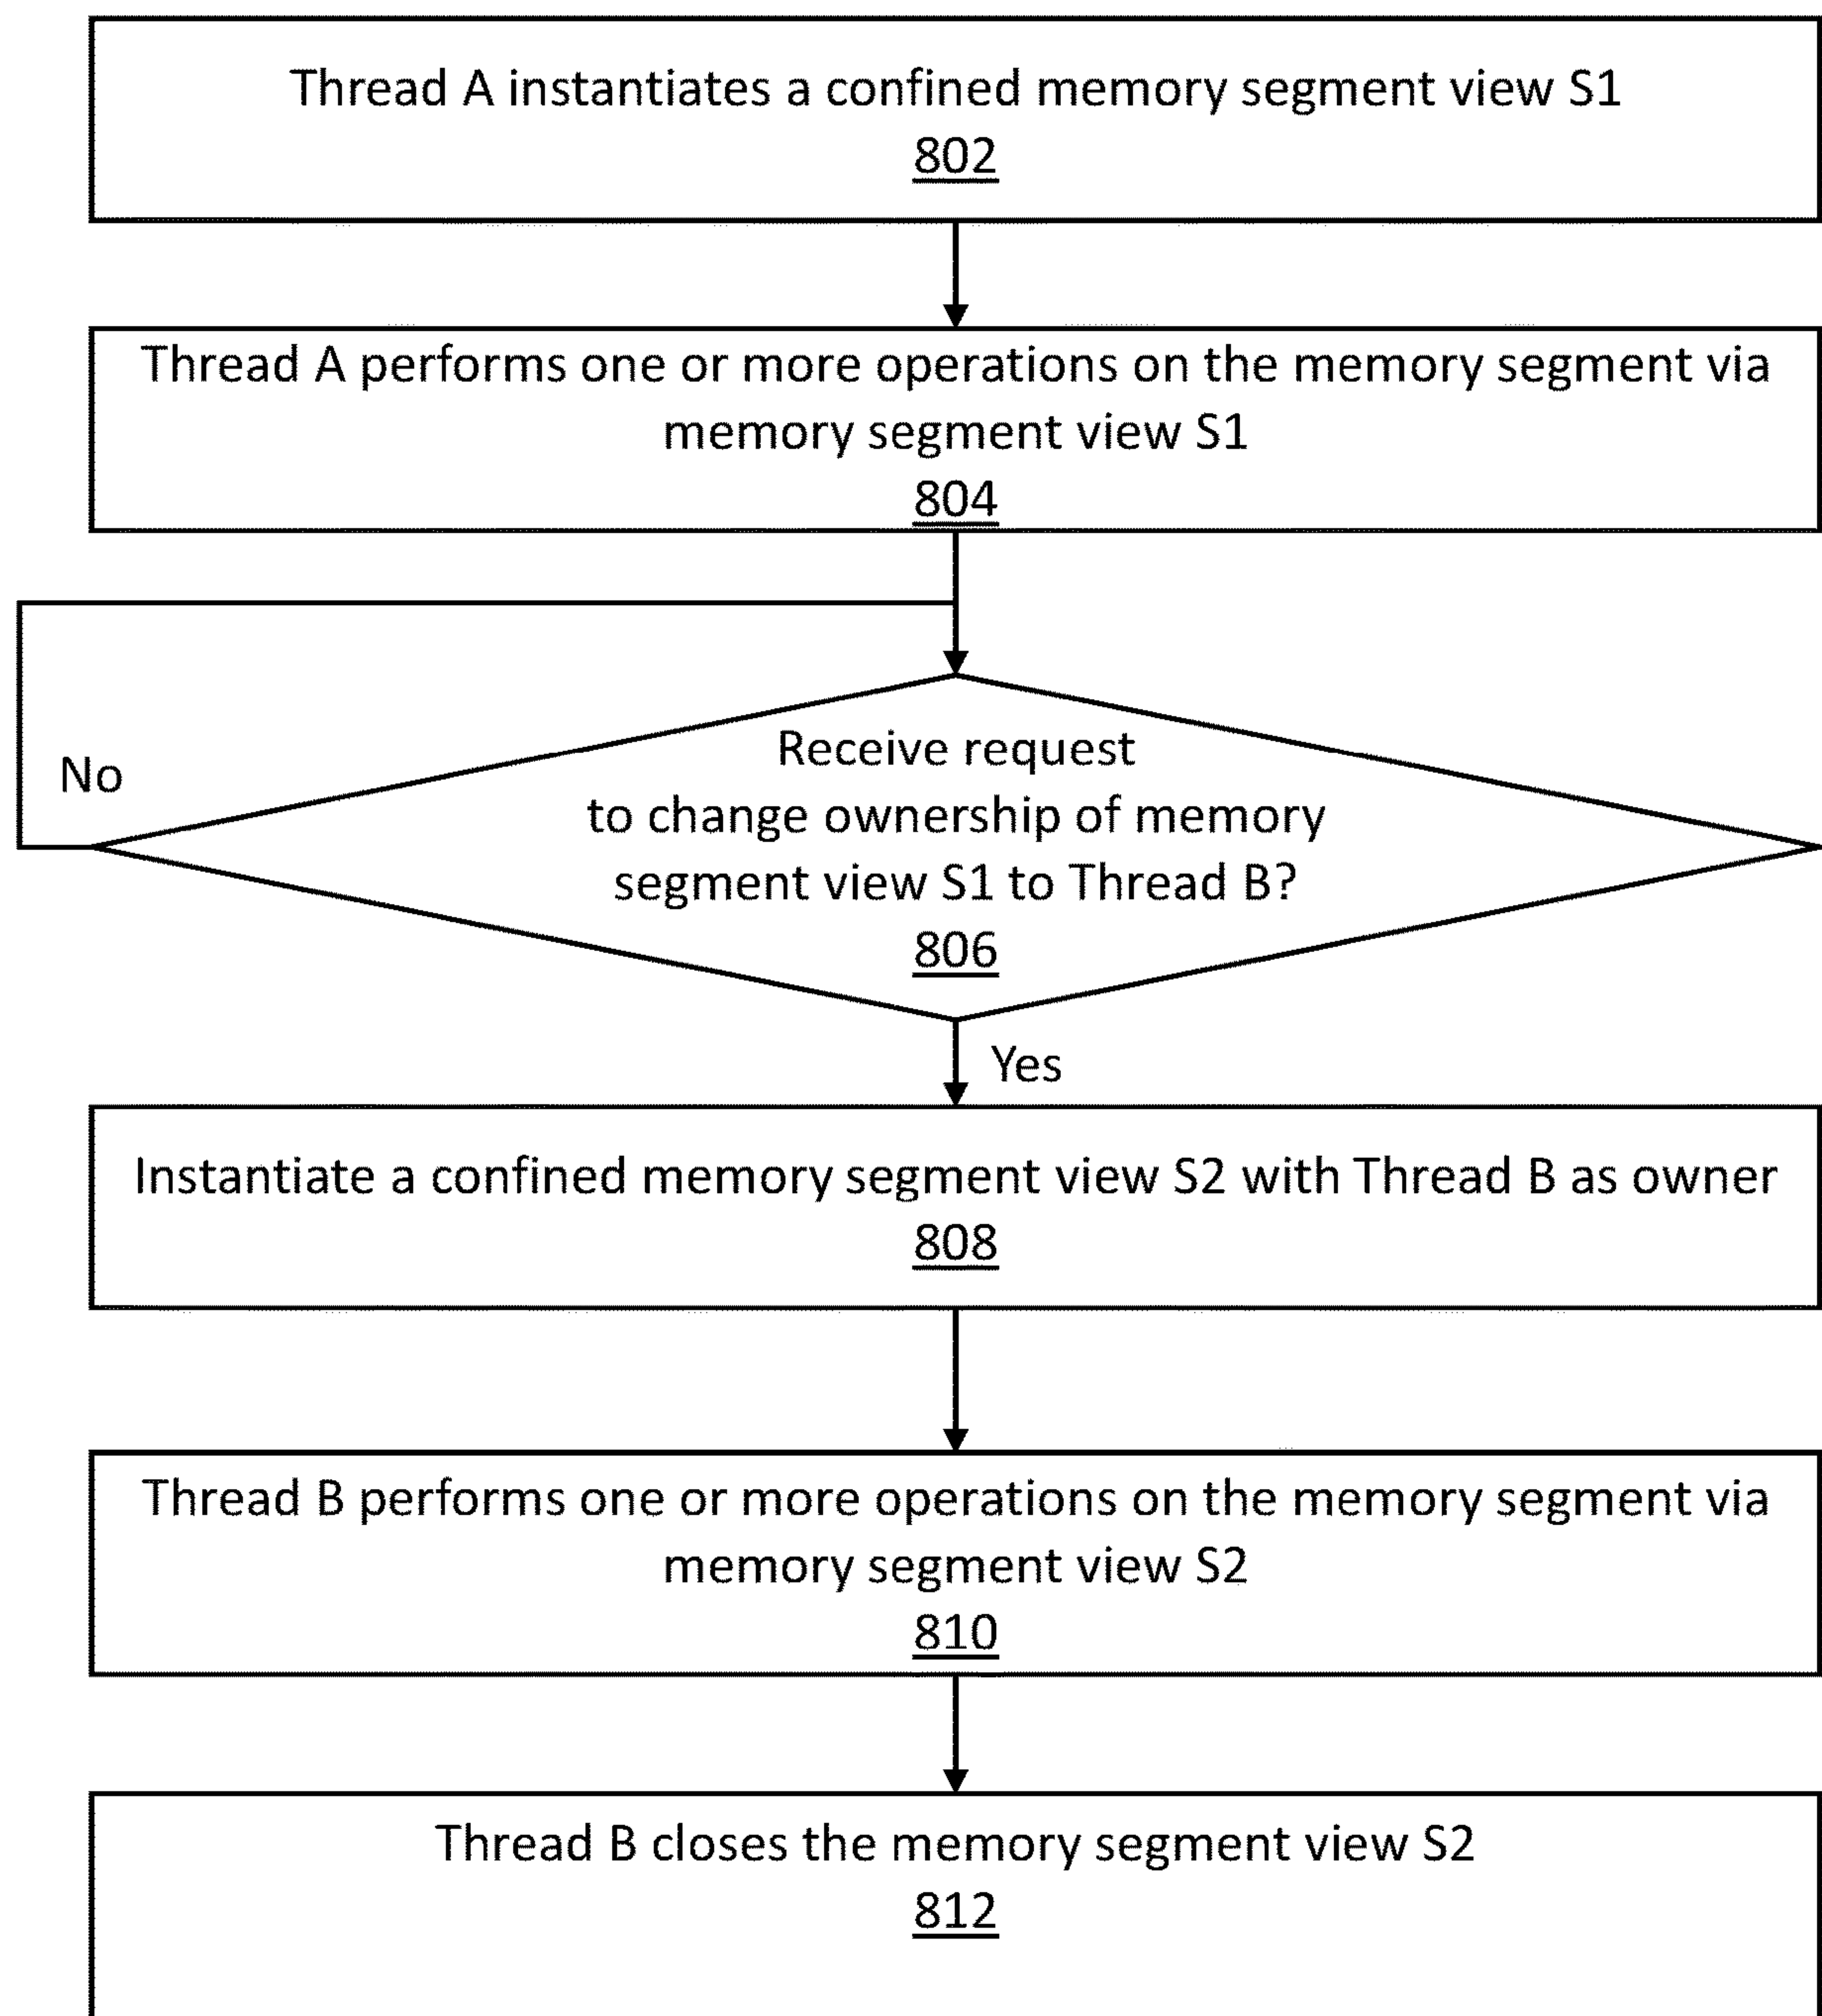 Thread A instantiates a confined memory segment view S1
802
Thread A performs one or more operations on the memory segment via
memory segment view S1
804
No
Receive request
to change ownership of memory
segment view S1 to Thread B?
806
Yes
Instantiate a confined memory segment view S2 with Thread B as owner
808
Thread B performs one or more operations on the memory segment via
memory segment view S2
810
Thread B closes the memory segment view S2
812